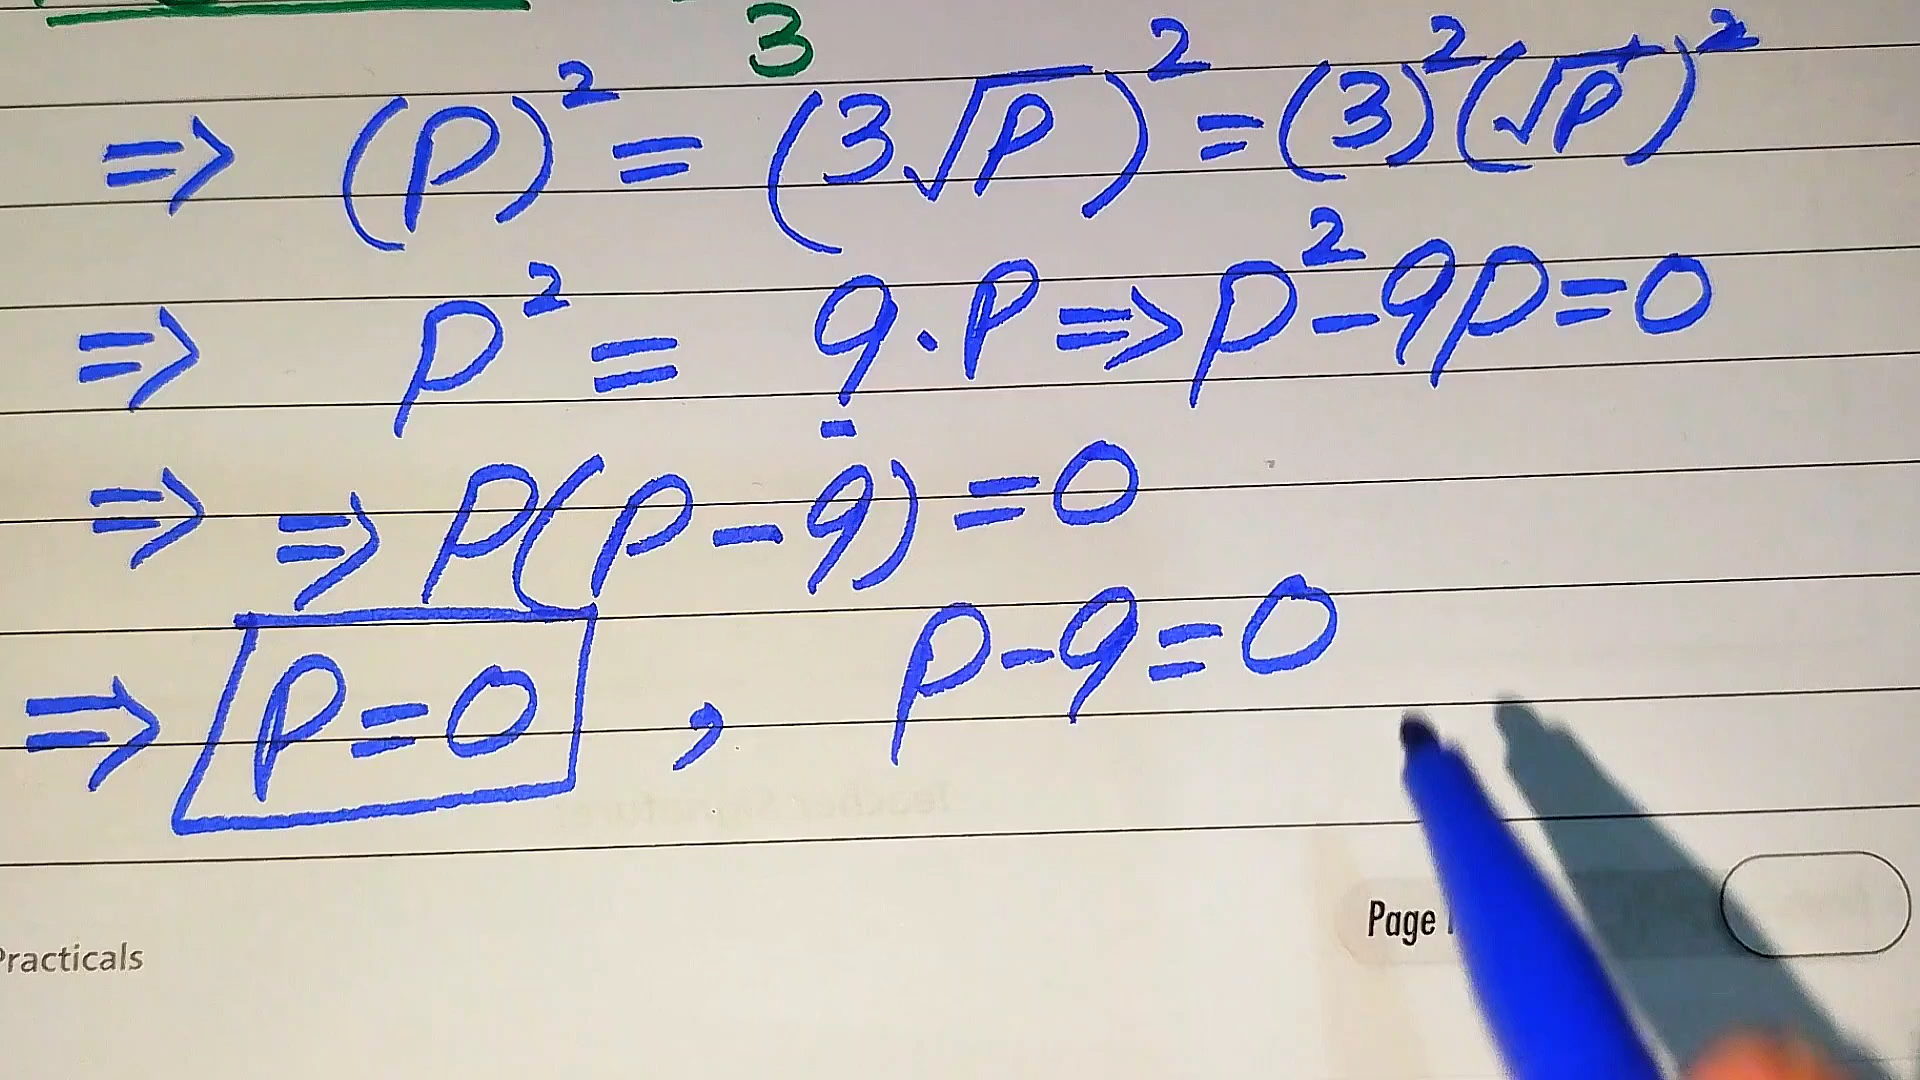 3
⇒ (P)² = (3√P)² = (3)²(√P)²
⇒ P² = 9·P ⇒ P² - 9P = 0
⇒ ⇒ P(P - 9) = 0
⇒ P = 0 , P - 9 = 0
Page
Practicals